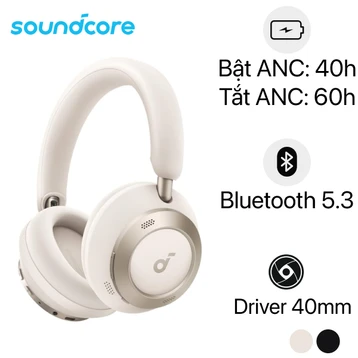 soundcore
Bật ANC: 40h
Tắt ANC: 60h
Bluetooth 5.3
Driver 40mm